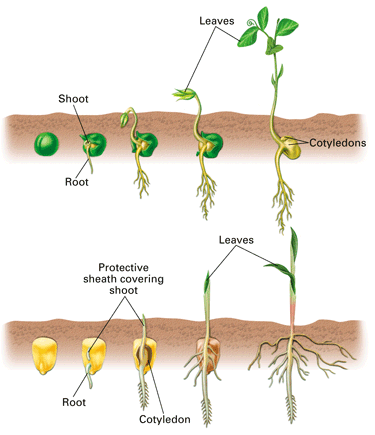 Leaves
Shoot
Cotyledons
Root
Leaves
Protective
sheath covering
shoot
Root
Cotyledon